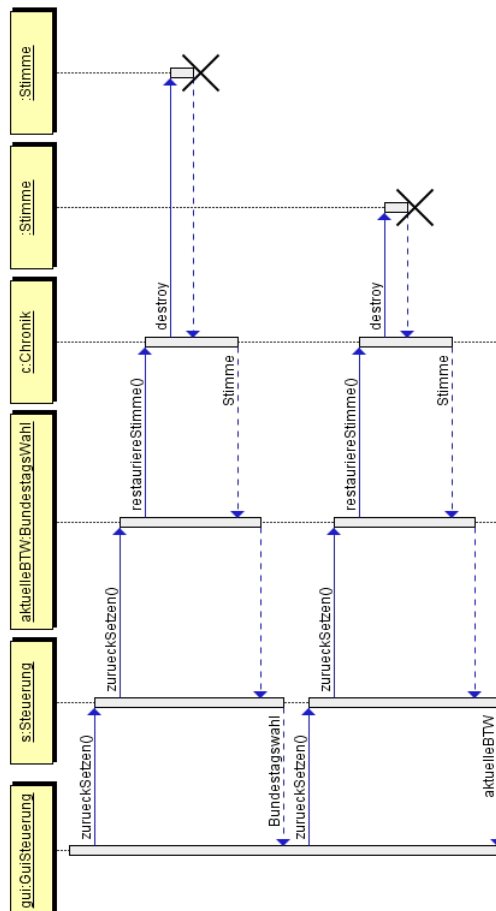 gui:GuiSteuerung
s:Steuerung
aktuelleBTW:BundestagsWahl
c:Chronik
:Stimme
:Stimme
zurueckSetzen()
zurueckSetzen()
restauriereStimme()
destroy
Stimme
Bundestagswahl
zurueckSetzen()
zurueckSetzen()
restauriereStimme()
destroy
Stimme
aktuelleBTW